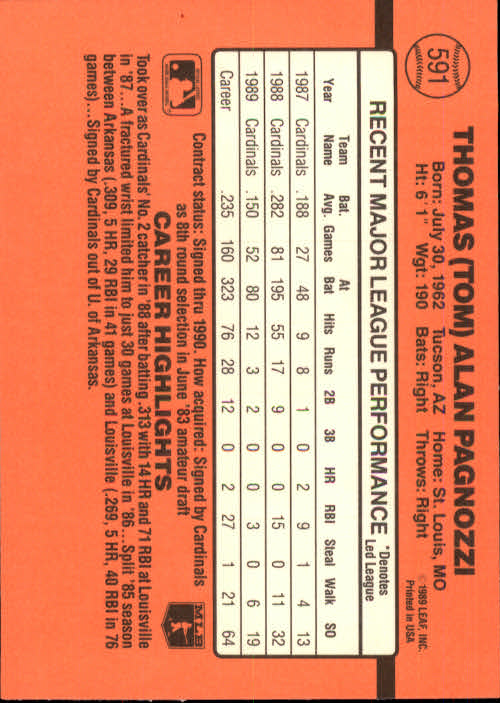 591
THOMAS (TOM) ALAN PAGNOZZI
Born: July 30, 1962 Tucson, AZ Home: St. Louis, MO
Ht: 6' 1" Wgt: 190 Bats: Right Throws: Right
© 1989 LEAF, INC.
Printed in USA
RECENT MAJOR LEAGUE PERFORMANCE
*Denotes
Led League
Year Team Name Bat. Avg. Games At Bat Hits Runs 2B 3B HR RBI Steal Walk SO
1987 Cardinals .188 27 48 9 8 1 0 2 9 1 4 13
1988 Cardinals .282 81 195 55 17 9 0 0 15 0 11 32
1989 Cardinals .150 52 80 12 3 2 0 0 3 0 6 19
Career .235 160 323 76 28 12 0 2 27 1 21 64
Contract status: Signed thru 1990. How acquired: Signed by Cardinals
as 8th round selection in June '83 amateur draft
CAREER HIGHLIGHTS
MLB
Took over as Cardinals' No. 2 catcher in '88 after batting .313 with 14 HR and 71 RBI at Louisville
in '87...A fractured wrist limited him to just 30 games at Louisville in '86...Split '85 season
between Arkansas (.309, 5 HR, 29 RBI in 41 games) and Louisville (.269, 5 HR, 40 RBI in 76
games)...Signed by Cardinals out of U. of Arkansas.